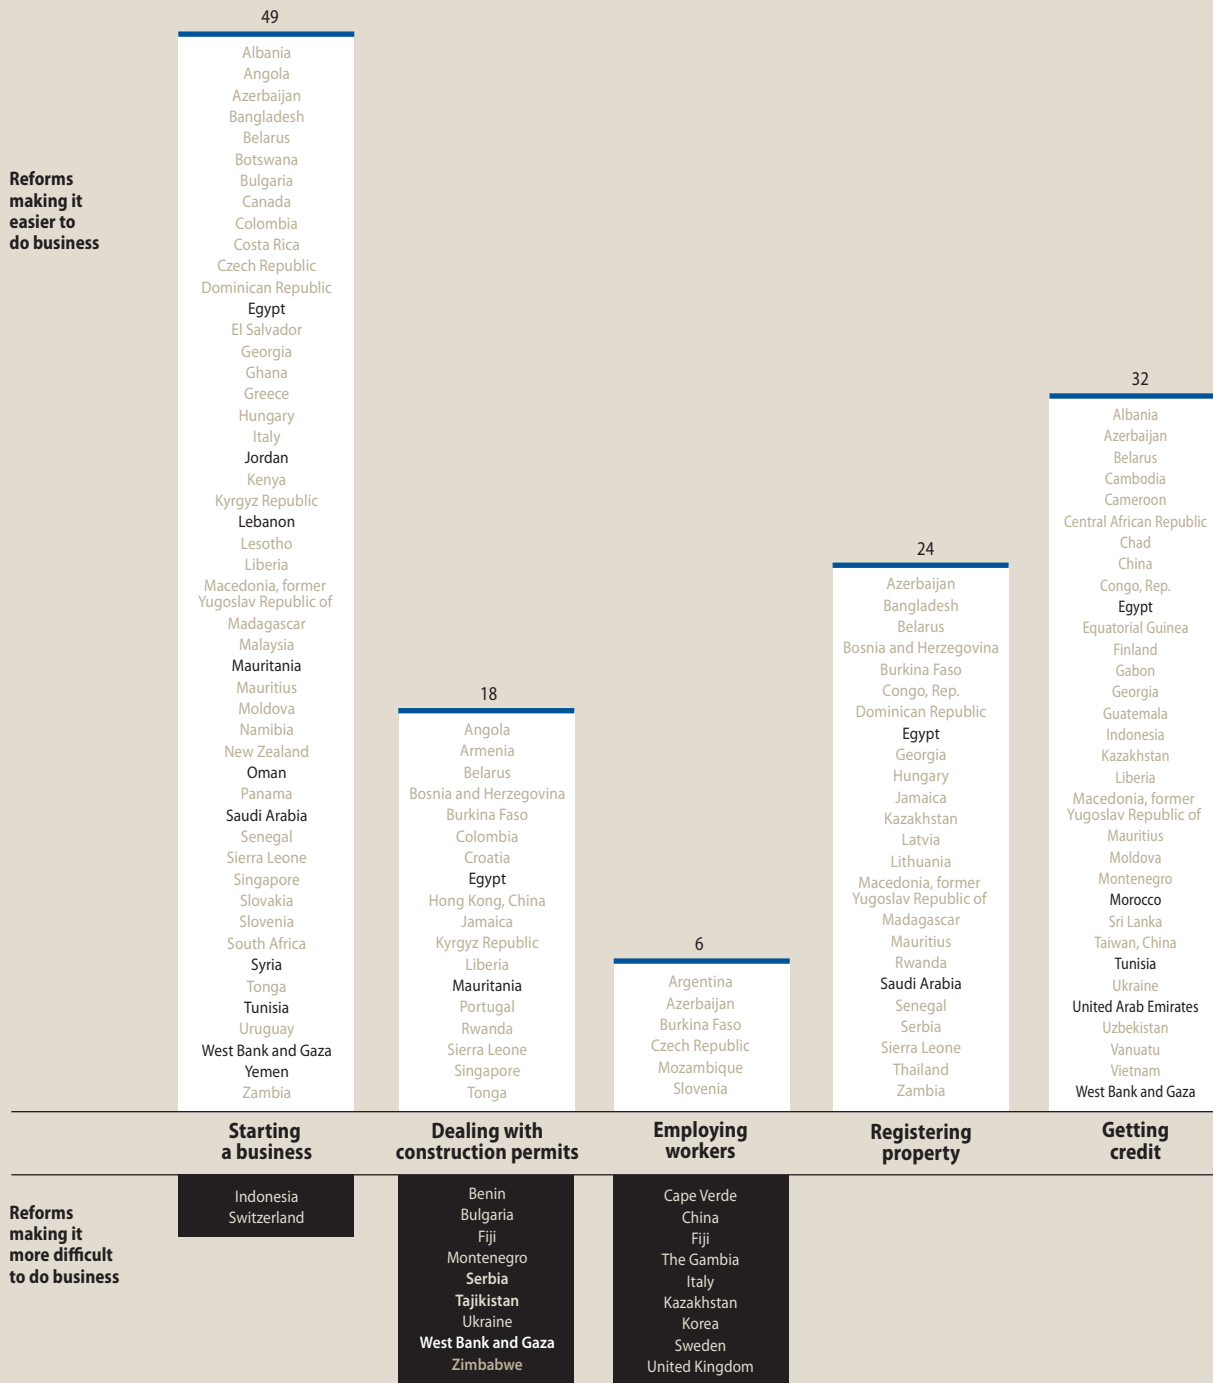 49
Albania
Angola
Azerbaijan
Bangladesh
Belarus
Botswana
Bulgaria
Canada
Colombia
Costa Rica
Czech Republic
Dominican Republic
Egypt
El Salvador
Georgia
Ghana
Greece
Hungary
Italy
Jordan
Kenya
Kyrgyz Republic
Lebanon
Lesotho
Liberia
Macedonia, former
Yugoslav Republic of
Madagascar
Malaysia
Mauritania
Mauritius
Moldova
Namibia
New Zealand
Oman
Panama
Saudi Arabia
Senegal
Sierra Leone
Singapore
Slovakia
Slovenia
South Africa
Syria
Tonga
Tunisia
Uruguay
West Bank and Gaza
Yemen
Zambia
Reforms
making it
easier to
do business
18
Angola
Armenia
Belarus
Bosnia and Herzegovina
Burkina Faso
Colombia
Croatia
Egypt
Hong Kong, China
Jamaica
Kyrgyz Republic
Liberia
Mauritania
Portugal
Rwanda
Sierra Leone
Singapore
Tonga
6
Argentina
Azerbaijan
Burkina Faso
Czech Republic
Mozambique
Slovenia
24
Azerbaijan
Bangladesh
Belarus
Bosnia and Herzegovina
Burkina Faso
Congo, Rep.
Dominican Republic
Egypt
Georgia
Hungary
Jamaica
Kazakhstan
Latvia
Lithuania
Macedonia, former
Yugoslav Republic of
Madagascar
Mauritius
Rwanda
Saudi Arabia
Senegal
Serbia
Sierra Leone
Thailand
Zambia
32
Albania
Azerbaijan
Belarus
Cambodia
Cameroon
Central African Republic
Chad
China
Congo, Rep.
Egypt
Equatorial Guinea
Finland
Gabon
Georgia
Guatemala
Indonesia
Kazakhstan
Liberia
Macedonia, former
Yugoslav Republic of
Mauritius
Moldova
Montenegro
Morocco
Sri Lanka
Taiwan, China
Tunisia
Ukraine
United Arab Emirates
Uzbekistan
Vanuatu
Vietnam
West Bank and Gaza
Starting
a business
Dealing with
construction permits
Employing
workers
Registering
property
Getting
credit
Reforms
making it
more difficult
to do business
Indonesia
Switzerland
Benin
Bulgaria
Fiji
Montenegro
Serbia
Tajikistan
Ukraine
West Bank and Gaza
Zimbabwe
Cape Verde
China
Fiji
The Gambia
Italy
Kazakhstan
Korea
Sweden
United Kingdom